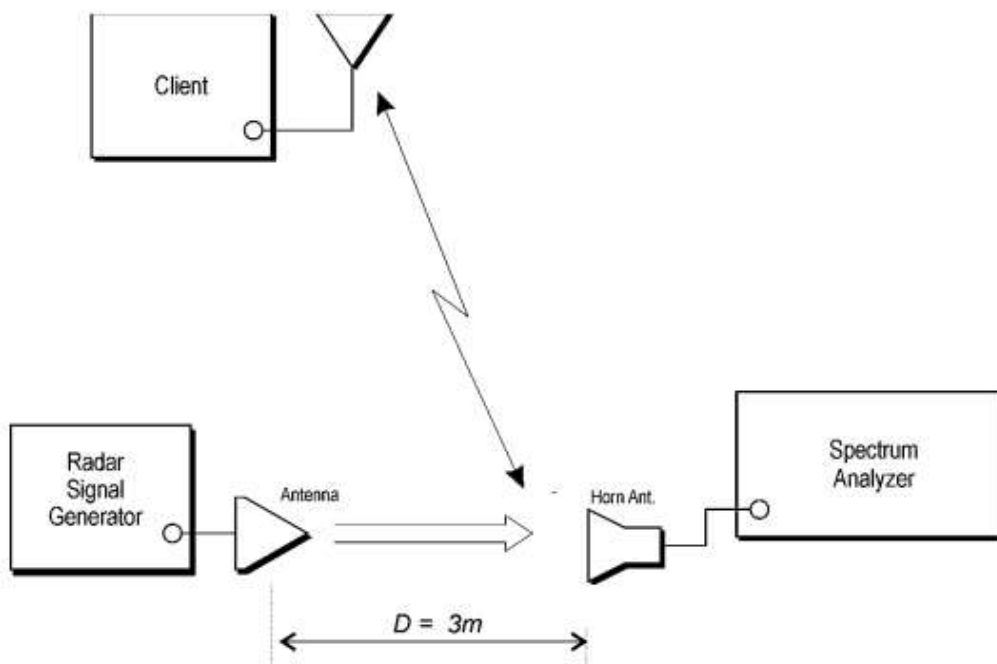 Client
Radar
Signal
Generator
Antenna
Horn Ant.
Spectrum
Analyzer
D = 3m